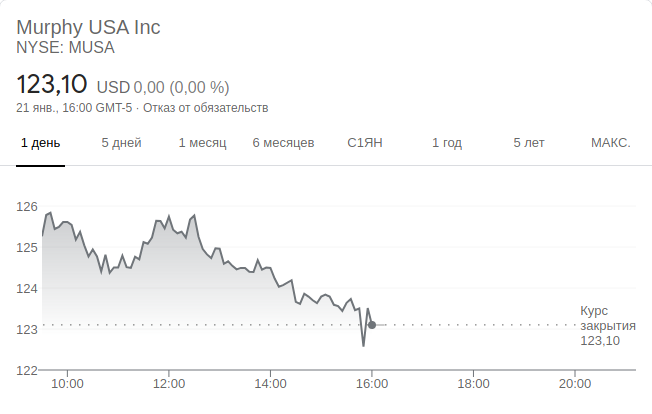 Murphy USA Inc
NYSE: MUSA
123,10 USD 0,00 (0,00 %)
21 янв., 16:00 GMT-5 · Отказ от обязательств
1 день 5 дней 1 месяц 6 месяцев С1ЯН 1 год 5 лет МАКС.
126
125
124
123
122
Курс
закрытия
123,10
10:00 12:00 14:00 16:00 18:00 20:00